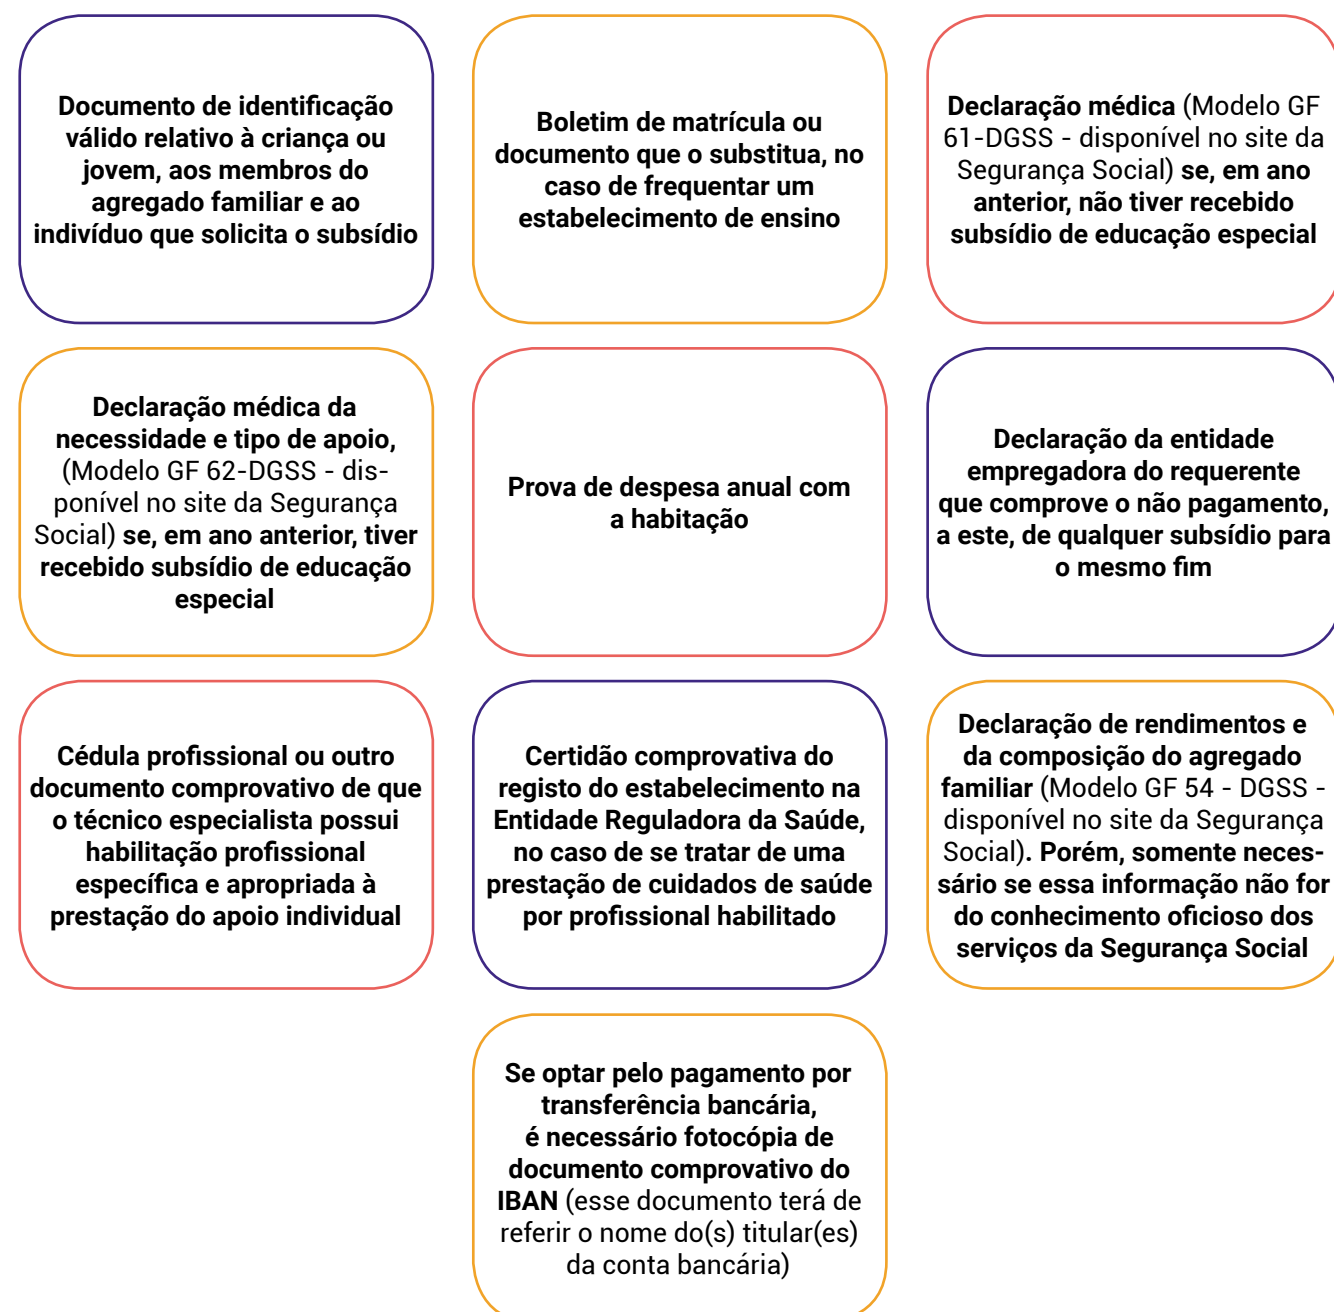 Documento de identificação
válido relativo à criança ou
jovem, aos membros do
agregado familiar e ao
indivíduo que solicita o subsídio
Boletim de matrícula ou
documento que o substitua, no
caso de frequentar um
estabelecimento de ensino
Declaração médica (Modelo GF
61-DGSS - disponível no site da
Segurança Social) se, em ano
anterior, não tiver recebido
subsídio de educação especial
Declaração médica da
necessidade e tipo de apoio,
(Modelo GF 62-DGSS - dis-
ponível no site da Segurança
Social) se, em ano anterior, tiver
recebido subsídio de educação
especial
Prova de despesa anual com
a habitação
Declaração da entidade
empregadora do requerente
que comprove o não pagamento,
a este, de qualquer subsídio para
o mesmo fim
Cédula profissional ou outro
documento comprovativo de que
o técnico especialista possui
habilitação profissional
específica e apropriada à
prestação do apoio individual
Certidão comprovativa do
registo do estabelecimento na
Entidade Reguladora da Saúde,
no caso de se tratar de uma
prestação de cuidados de saúde
por profissional habilitado
Declaração de rendimentos e
da composição do agregado
familiar (Modelo GF 54 - DGSS -
disponível no site da Segurança
Social). Porém, somente neces-
sário se essa informação não for
do conhecimento oficioso dos
serviços da Segurança Social
Se optar pelo pagamento por
transferência bancária,
é necessário fotocópia de
documento comprovativo do
IBAN (esse documento terá de
referir o nome do(s) titular(es)
da conta bancária)